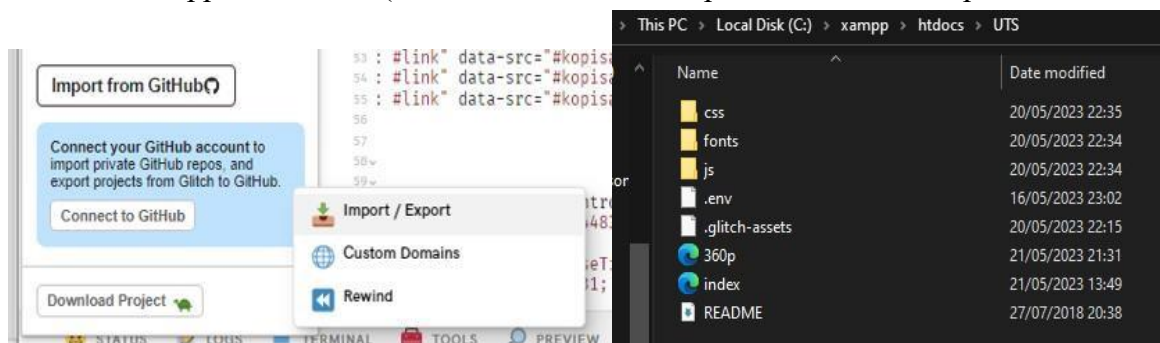 This PC > Local Disk (C:) > xampp > htdocs > UTS
Import from GitHub
Connect your GitHub account to
import private GitHub repos, and
export projects from Glitch to GitHub.
Connect to GitHub
Download Project
53 : #link" data-src="#kopisa
54 : #link" data-src="#kopisa
55 : #link" data-src="#kopisa
56
57
58
59
Import / Export
Custom Domains
Rewind
STATUS LOGS TERMINAL TOOLS PREVIEW
Name Date modified
css 20/05/2023 22:35
fonts 20/05/2023 22:34
js 20/05/2023 22:34
.env 16/05/2023 23:02
.glitch-assets 20/05/2023 22:15
360p 21/05/2023 21:31
index 21/05/2023 13:49
README 27/07/2018 20:38